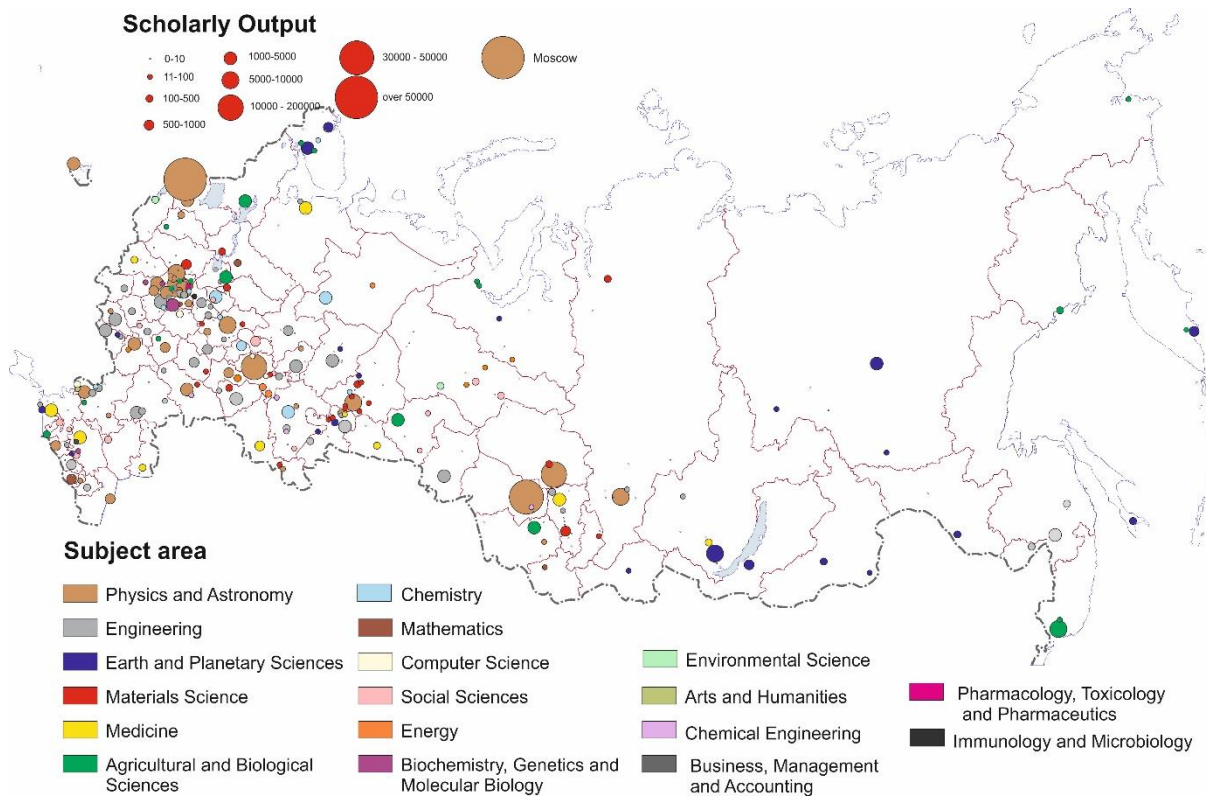 Scholarly Output
0-10
11-100
100-500
500-1000
1000-5000
5000-10000
10000 - 200000
30000 - 50000
over 50000
Moscow
Subject area
Physics and Astronomy
Engineering
Earth and Planetary Sciences
Materials Science
Medicine
Agricultural and Biological
Sciences
Chemistry
Mathematics
Computer Science
Social Sciences
Energy
Biochemistry, Genetics and
Molecular Biology
Environmental Science
Arts and Humanities
Chemical Engineering
Business, Management
and Accounting
Pharmacology, Toxicology
and Pharmaceutics
Immunology and Microbiology